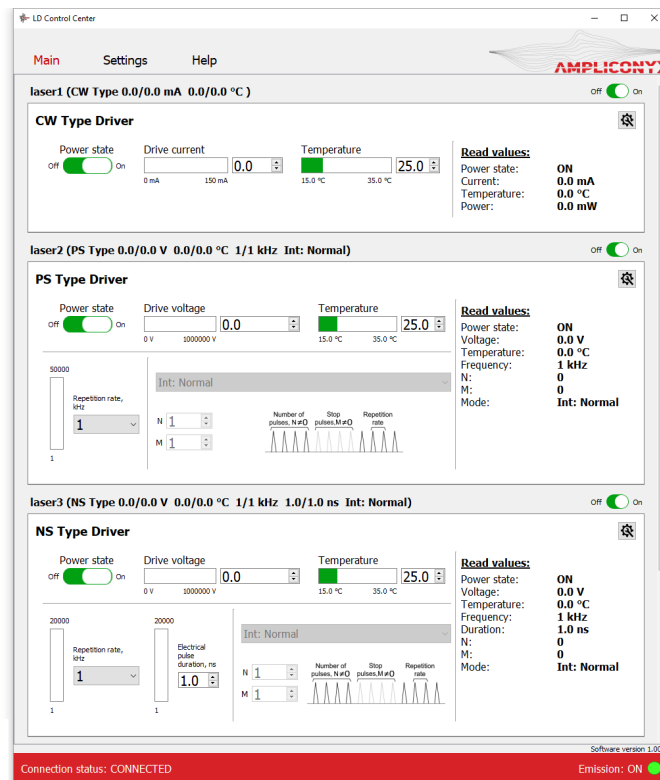 LD Control Center
Main Settings Help
AMPLICONYX
laser1 (CW Type 0.0/0.0 mA 0.0/0.0 °C ) Off On
CW Type Driver
Power state Drive current Temperature
Off On 0.0 25.0
0 mA 150 mA 15.0 °C 35.0 °C
Read values:
Power state: ON
Current: 0.0 mA
Temperature: 0.0 °C
Power: 0.0 mW
laser2 (PS Type 0.0/0.0 V 0.0/0.0 °C 1/1 kHz Int: Normal) Off On
PS Type Driver
Power state Drive voltage Temperature
Off On 0.0 25.0
0 V 1000000 V 15.0 °C 35.0 °C
Read values:
Power state: ON
Voltage: 0.0 V
Temperature: 0.0 °C
Frequency: 1 kHz
N: 0
M: 0
Mode: Int: Normal
50000
Repetition rate,
kHz
1
1
Int: Normal
N 1
M 1
Number of
pulses, N≠0
Stop
pulses,M≠0
Repetition
rate
laser3 (NS Type 0.0/0.0 V 0.0/0.0 °C 1/1 kHz 1.0/1.0 ns Int: Normal) Off On
NS Type Driver
Power state Drive voltage Temperature
Off On 0.0 25.0
0 V 1000000 V 15.0 °C 35.0 °C
Read values:
Power state: ON
Voltage: 0.0 V
Temperature: 0.0 °C
Frequency: 1 kHz
Duration: 1.0 ns
N: 0
M: 0
Mode: Int: Normal
20000
Repetition rate,
kHz
1
1
20000
Electrical
pulse
duration, ns
1.0
1
Int: Normal
N 1
M 1
Number of
pulses, N≠0
Stop
pulses,M≠0
Repetition
rate
Software version 1.00
Connection status: CONNECTED Emission: ON